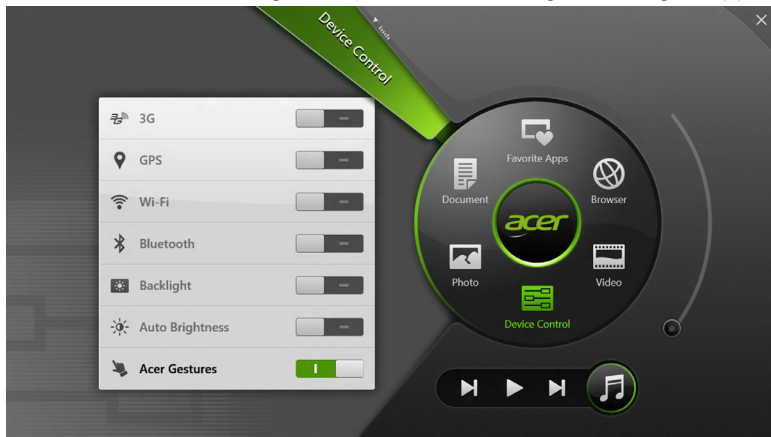 Device Control
3G
GPS
Wi-Fi
Bluetooth
Backlight
Auto Brightness
Acer Gestures
Favorite Apps
Document
Browser
acer
Photo
Video
Device Control